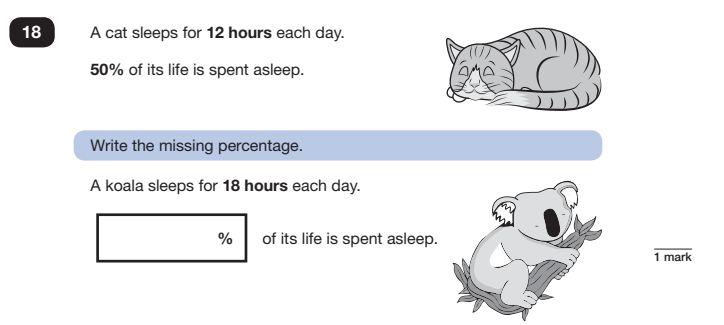 18
A cat sleeps for 12 hours each day.
50% of its life is spent asleep.
Write the missing percentage.
A koala sleeps for 18 hours each day.
% of its life is spent asleep.
1 mark